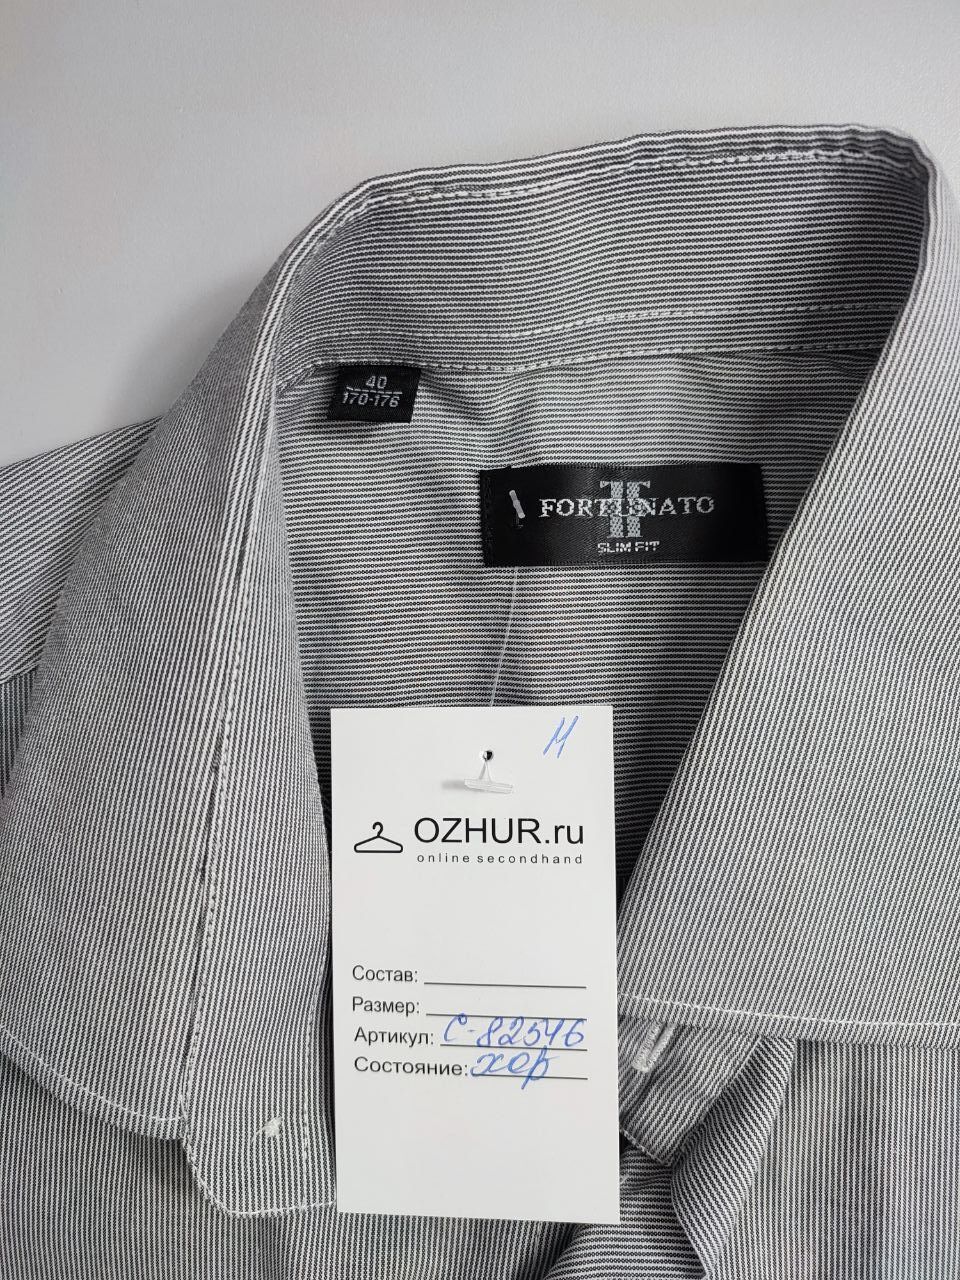 40
170-176
FORTUNATO
SLIM FIT
М
OZHUR.ru
online secondhand
Состав:
Размер:
Артикул: С-82546
Состояние: хор